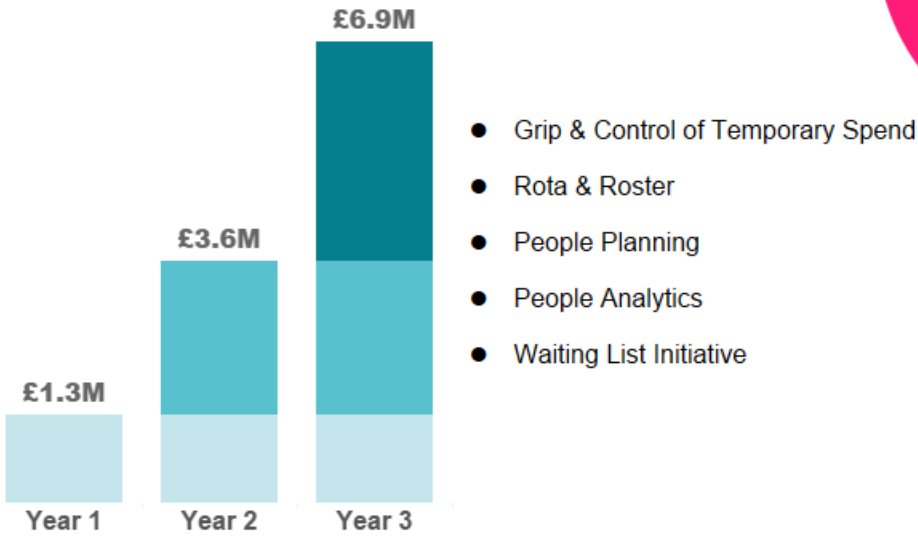 £6.9M
£3.6M
£1.3M
Year 1
Year 2
Year 3
● Grip & Control of Temporary Spend
● Rota & Roster
● People Planning
● People Analytics
● Waiting List Initiative